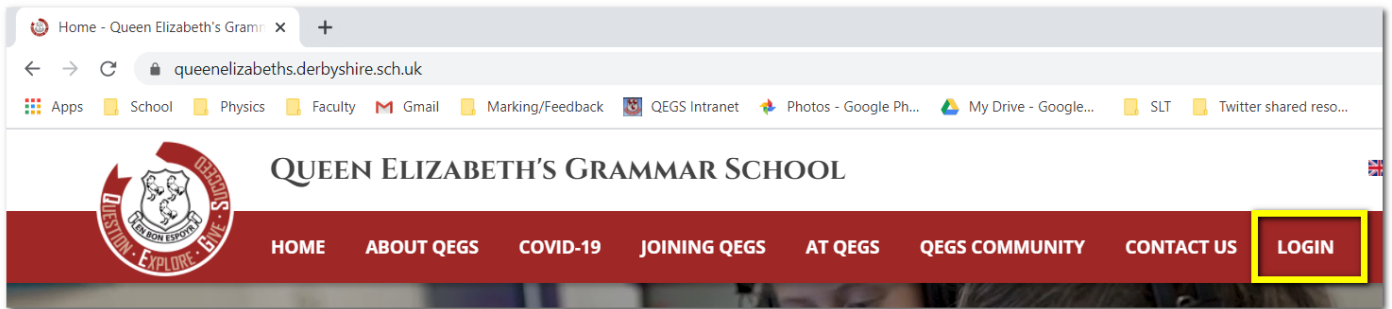 Home - Queen Elizabeth's Gramm
queenelizabeths.derbyshire.sch.uk
Apps School Physics Faculty Gmail Marking/Feedback QEGS Intranet Photos - Google Ph... My Drive - Google... SLT Twitter shared reso...
QUEEN ELIZABETH'S GRAMMAR SCHOOL
QUESTION · EXPLORE · GIVE · SUCCEED
EN BON ESPOYR
HOME ABOUT QEGS COVID-19 JOINING QEGS AT QEGS QEGS COMMUNITY CONTACT US LOGIN